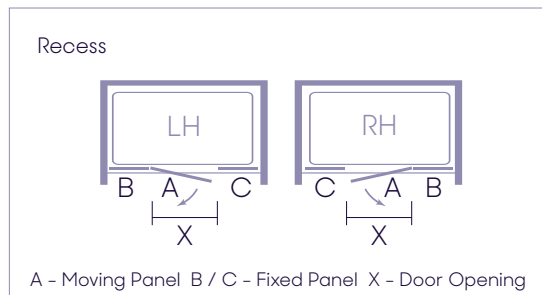 Recess
LH
RH
B A C
C A B
X
X
A - Moving Panel B / C - Fixed Panel X - Door Opening